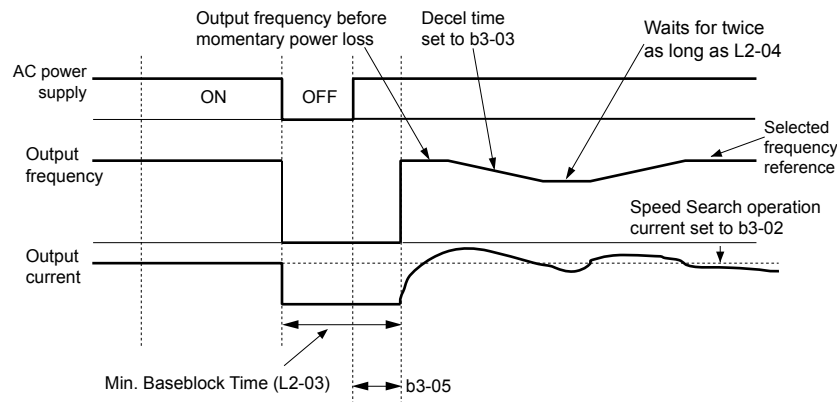 Output frequency before
momentary power loss
Decel time
set to b3-03
Waits for twice
as long as L2-04
AC power
supply
ON
OFF
Output
frequency
Selected
frequency
reference
Speed Search operation
current set to b3-02
Output
current
Min. Baseblock Time (L2-03)
b3-05